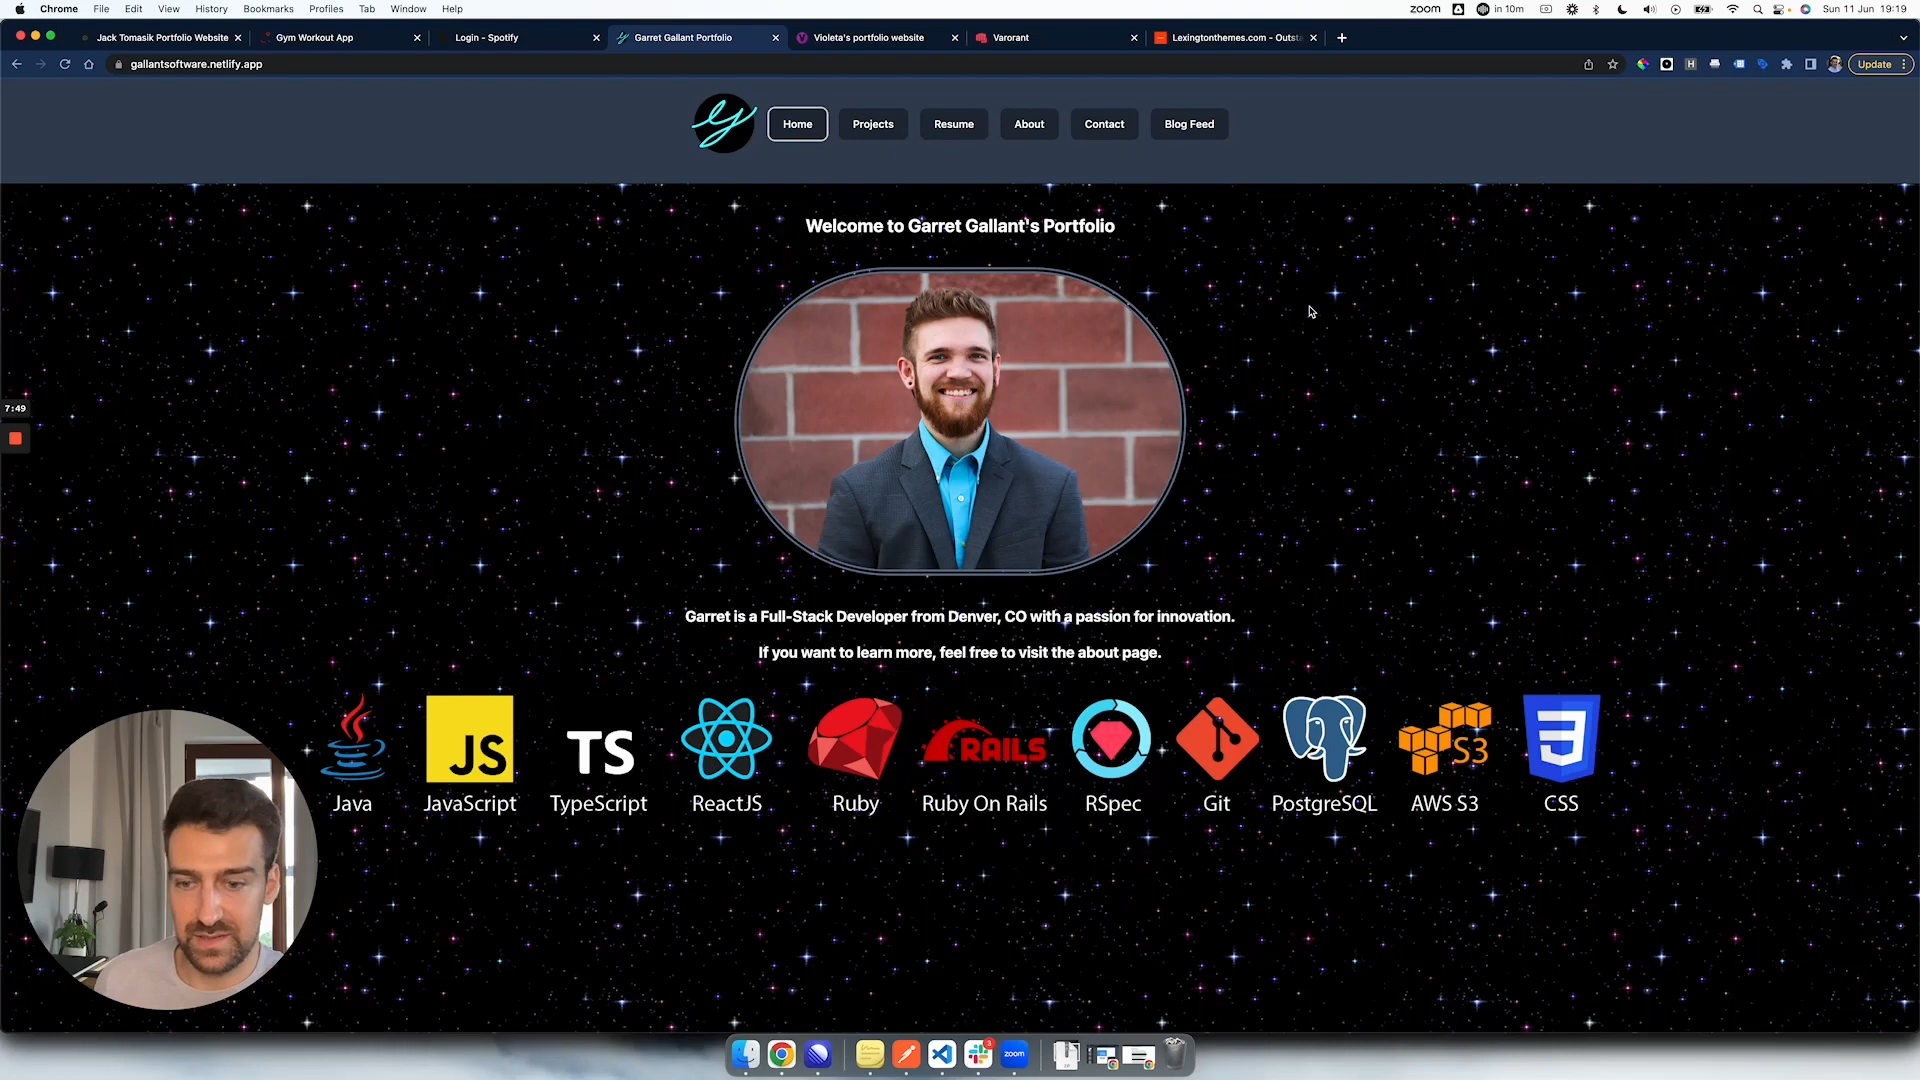 Chrome File Edit View History Bookmarks Profiles Tab Window Help zoom in 10m Sun 11 Jun 19:19
Jack Tomasik Portfolio Website Gym Workout App Login - Spotify Garret Gallant Portfolio Violeta's portfolio website Varorant Lexingtonthemes.com - Outsta
gallantsoftware.netlify.app Update
Home Projects Resume About Contact Blog Feed
Welcome to Garret Gallant's Portfolio
7:49
Garret is a Full-Stack Developer from Denver, CO with a passion for innovation.
If you want to learn more, feel free to visit the about page.
JS TS RAILS S3 3
Java JavaScript TypeScript ReactJS Ruby Ruby On Rails RSpec Git PostgreSQL AWS S3 CSS
3
zoom